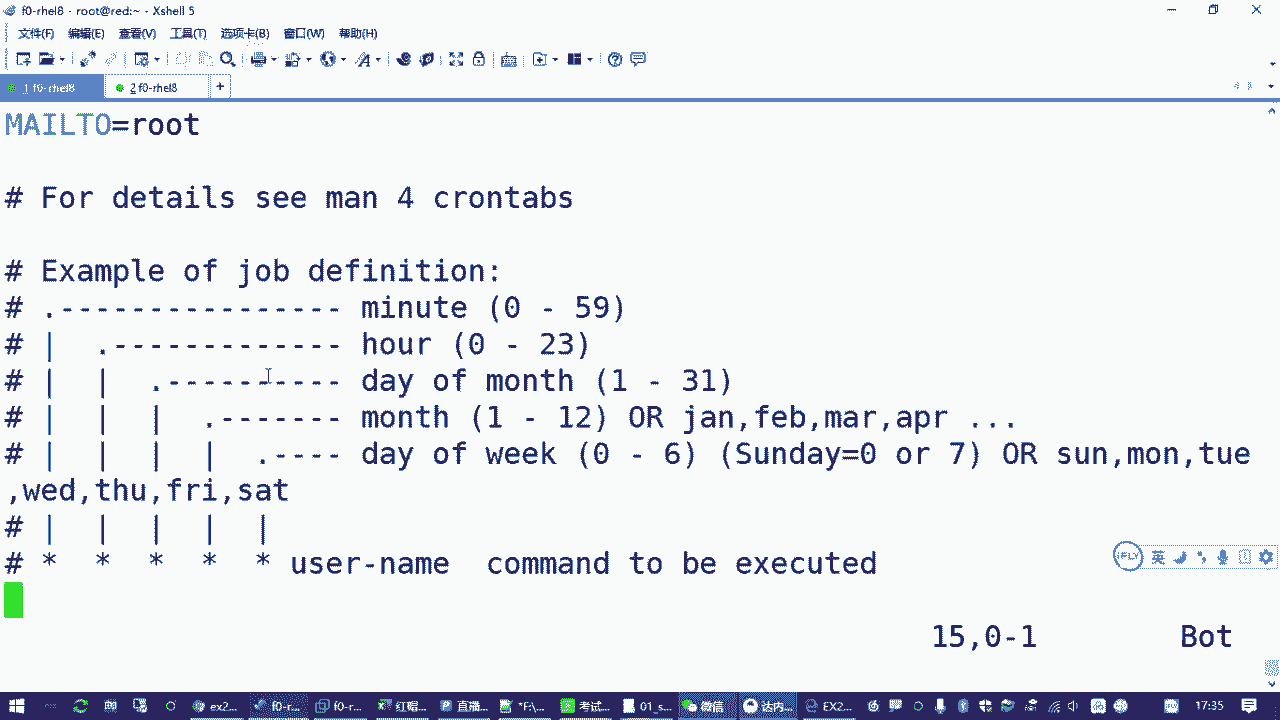 f0-rhel8 - root@red:~ - Xshell 5
文件(F) 编辑(E) 查看(V) 工具(T) 选项卡(B) 窗口(W) 帮助(H)
1 f0-rhel8 2 f0-rhel8 +
MAILTO=root
# For details see man 4 crontabs
# Example of job definition:
# .---------------- minute (0 - 59)
# | .------------- hour (0 - 23)
# | | .---------- day of month (1 - 31)
# | | | .------- month (1 - 12) OR jan,feb,mar,apr ...
# | | | | .---- day of week (0 - 6) (Sunday=0 or 7) OR sun,mon,tue
,wed,thu,fri,sat
# | | | | |
# * * * * * user-name command to be executed
iFLY 英
15,0-1 Bot
ex2... f0-r... f0-r... 红帽... 直播... *F:\... 考试... 01_s... 微信 达内... EX2... 17:35